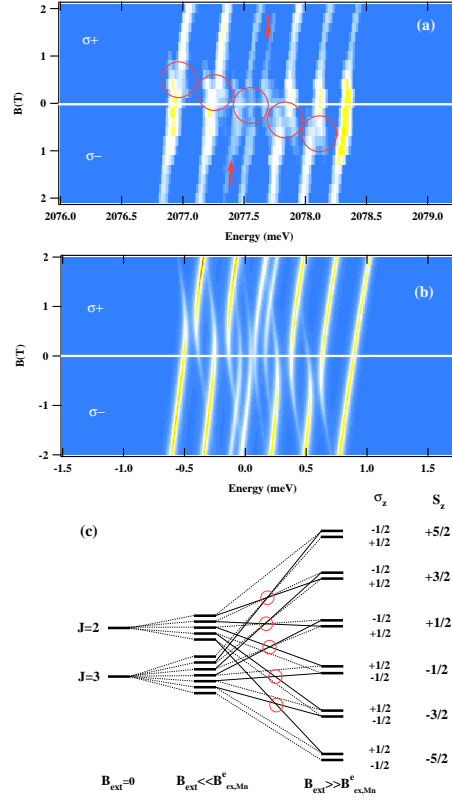 2
(a)
σ+
1
B(T)
0
σ−
1
2
2076.0 2076.5 2077.0 2077.5 2078.0 2078.5 2079.0
Energy (meV)
2
(b)
σ+
1
B(T)
0
-1
σ−
-2
-1.5 -1.0 -0.5 0.0 0.5 1.0 1.5
Energy (meV)
σz Sz
(c)
-1/2 +5/2
+1/2
-1/2 +3/2
+1/2
J=2
-1/2 +1/2
+1/2
J=3
+1/2 -1/2
-1/2
+1/2 -3/2
-1/2
+1/2 -5/2
-1/2
Bext=0 Bext<<B^e ex,Mn Bext>>B^e ex,Mn